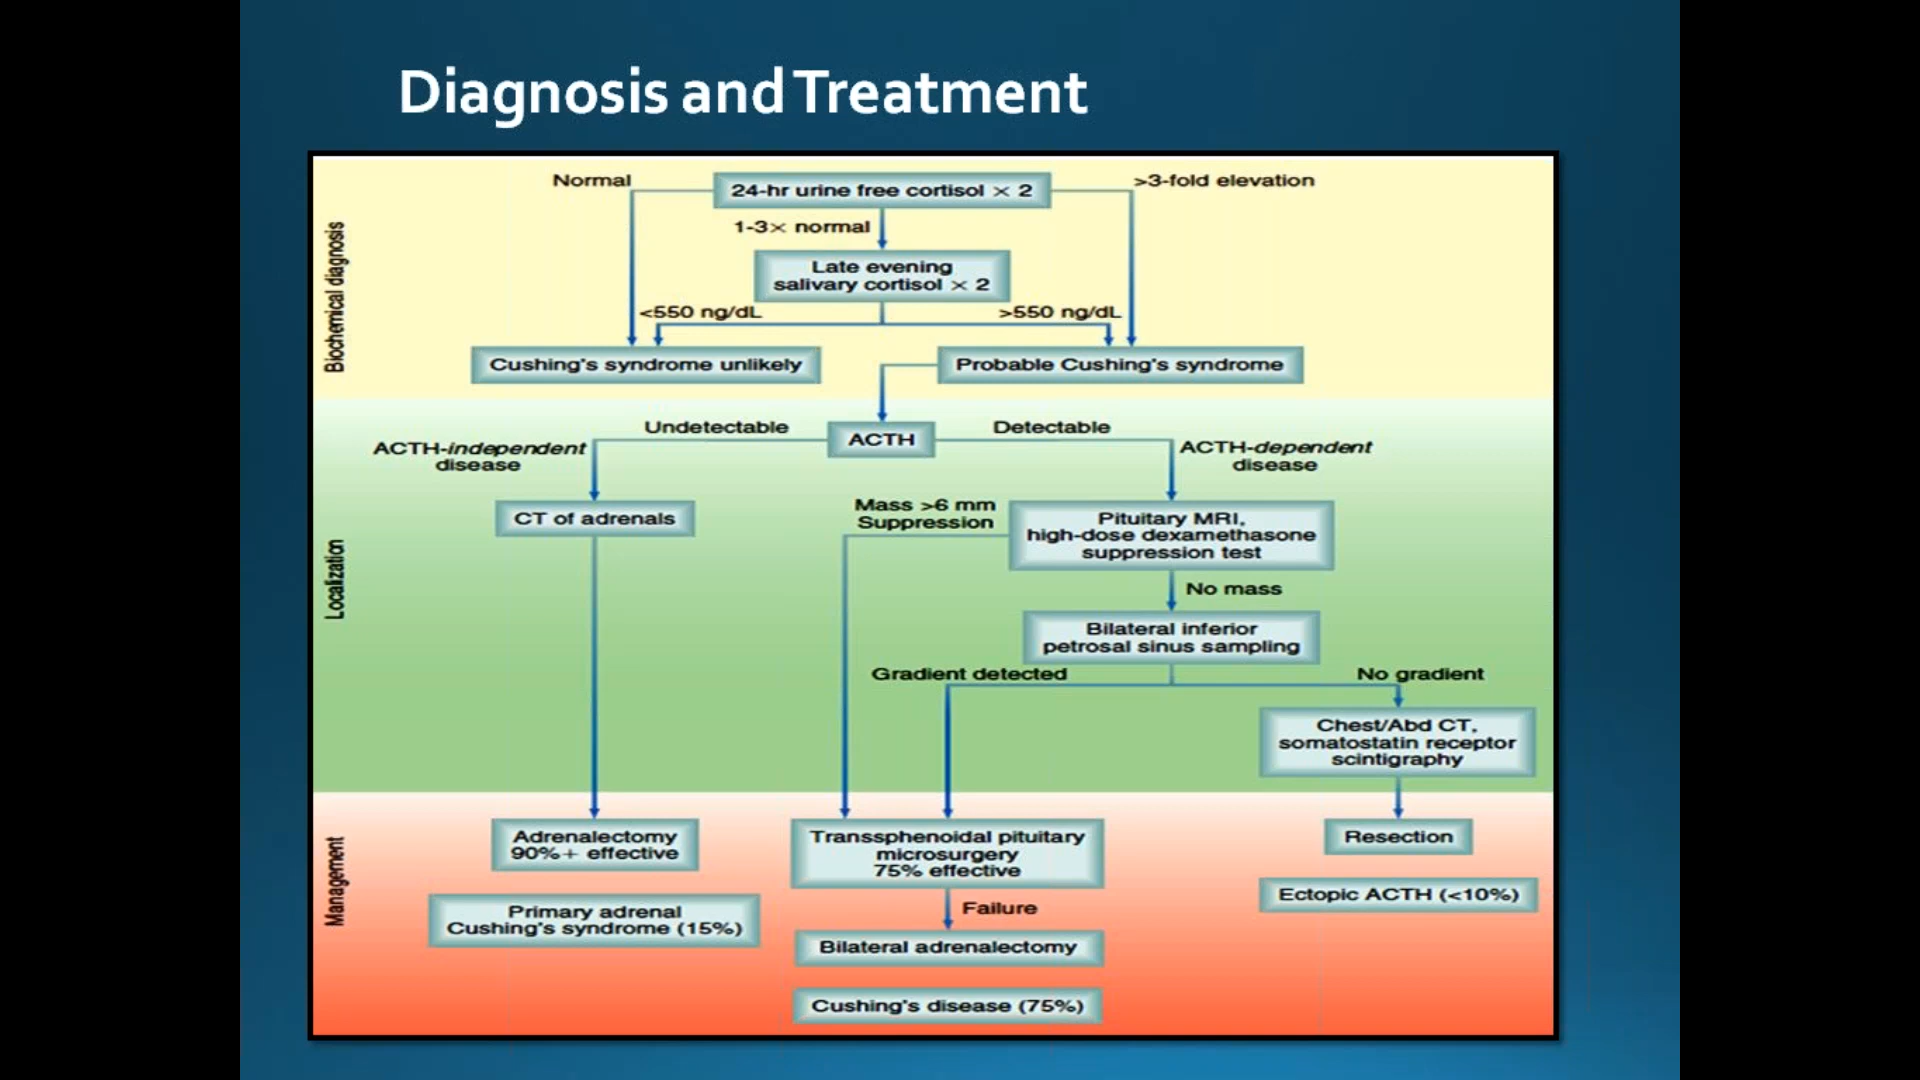 Diagnosis and Treatment
Biochemical diagnosis
Normal
24-hr urine free cortisol × 2
>3-fold elevation
1-3× normal
Late evening
salivary cortisol × 2
<550 ng/dL
>550 ng/dL
Cushing's syndrome unlikely
Probable Cushing's syndrome
Localization
Undetectable
ACTH
Detectable
ACTH-independent
disease
ACTH-dependent
disease
CT of adrenals
Mass >6 mm
Suppression
Pituitary MRI,
high-dose dexamethasone
suppression test
No mass
Bilateral inferior
petrosal sinus sampling
Gradient detected
No gradient
Chest/Abd CT,
somatostatin receptor
scintigraphy
Management
Adrenalectomy
90%+ effective
Primary adrenal
Cushing's syndrome (15%)
Transsphenoidal pituitary
microsurgery
75% effective
Failure
Bilateral adrenalectomy
Cushing's disease (75%)
Resection
Ectopic ACTH (<10%)